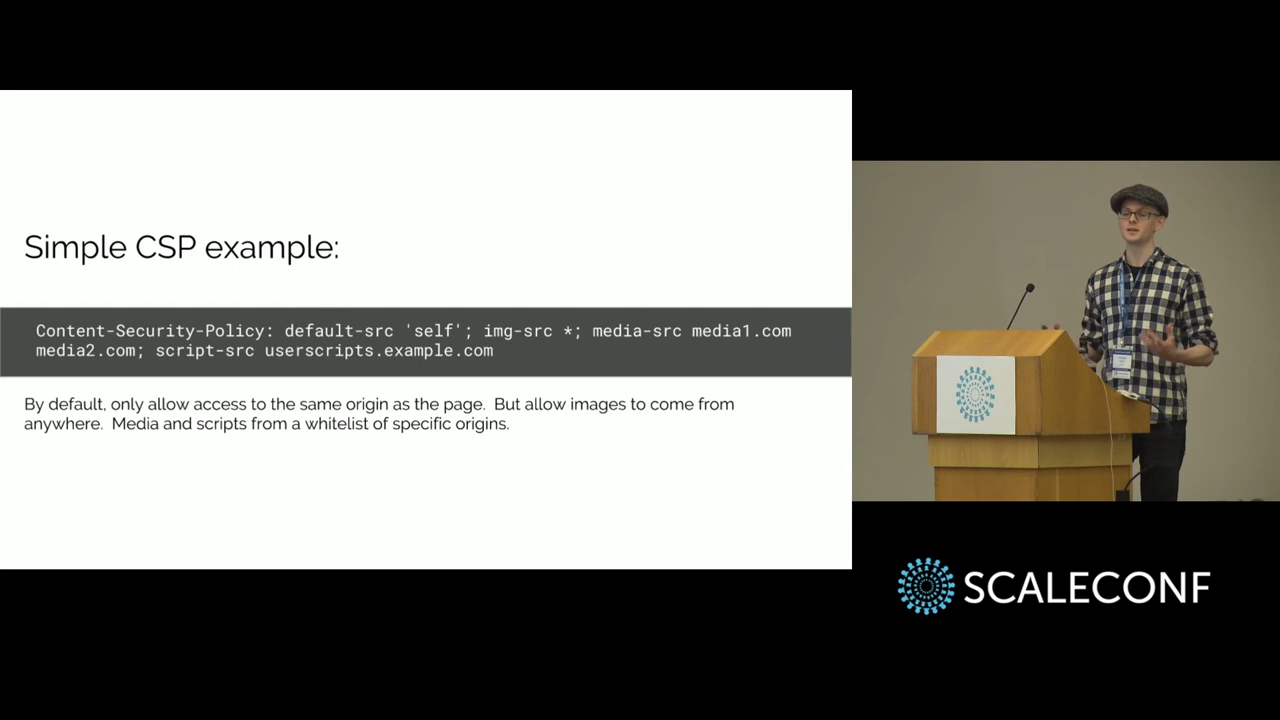 Simple CSP example:
Content-Security-Policy: default-src 'self'; img-src *; media-src media1.com
media2.com; script-src userscripts.example.com
By default, only allow access to the same origin as the page.  But allow images to come from
anywhere.  Media and scripts from a whitelist of specific origins.
SCALECONF